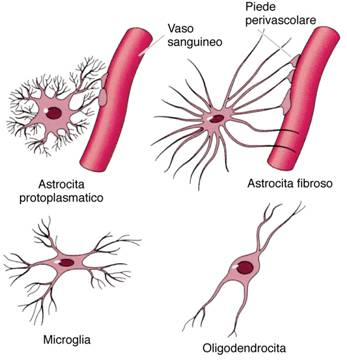 Vaso
sanguineo
Piede
perivascolare
Astrocita
protoplasmatico
Astrocita fibroso
Microglia
Oligodendrocita